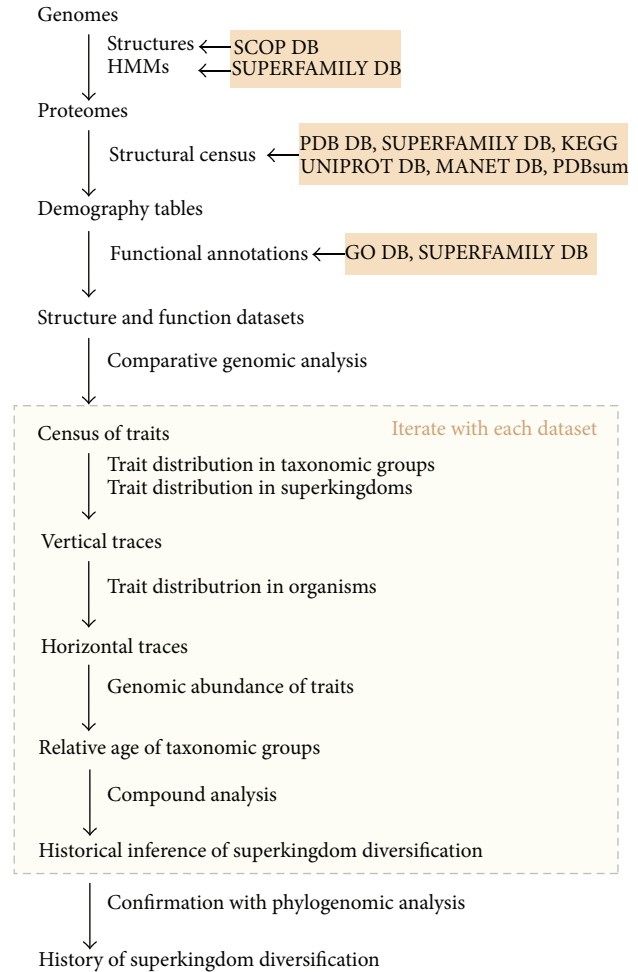 Genomes
Structures
SCOP DB
HMMs
SUPERFAMILY DB
Proteomes
Structural census
PDB DB, SUPERFAMILY DB, KEGG
UNIPROT DB, MANET DB, PDBsum
Demography tables
Functional annotations
GO DB, SUPERFAMILY DB
Structure and function datasets
Comparative genomic analysis
Iterate with each dataset
Census of traits
Trait distribution in taxonomic groups
Trait distribution in superkingdoms
Vertical traces
Trait distributrion in organisms
Horizontal traces
Genomic abundance of traits
Relative age of taxonomic groups
Compound analysis
Historical inference of superkingdom diversification
Confirmation with phylogenomic analysis
History of superkingdom diversification